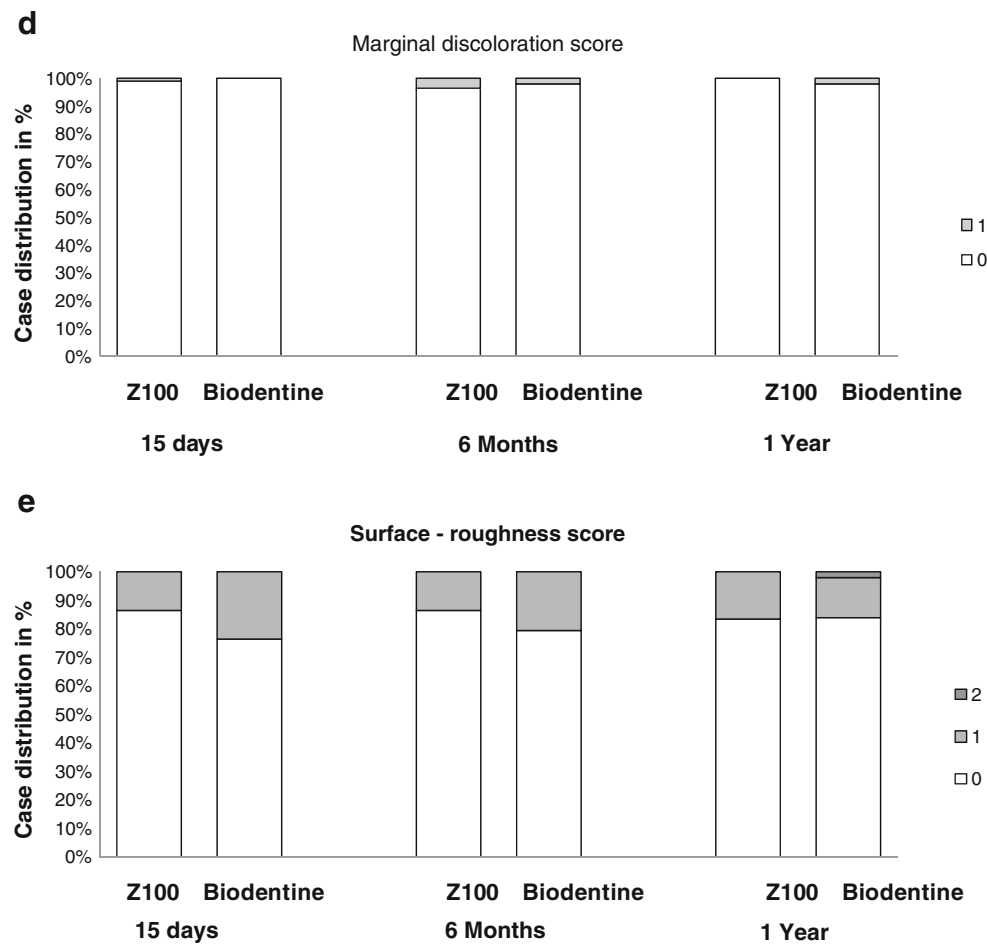 d
Marginal discoloration score
Case distribution in %
100%
90%
80%
70%
60%
50%
40%
30%
20%
10%
0%
1
0
Z100 Biodentine Z100 Biodentine Z100 Biodentine
15 days 6 Months 1 Year
e
Surface - roughness score
Case distribution in %
100%
90%
80%
70%
60%
50%
40%
30%
20%
10%
0%
2
1
0
Z100 Biodentine Z100 Biodentine Z100 Biodentine
15 days 6 Months 1 Year